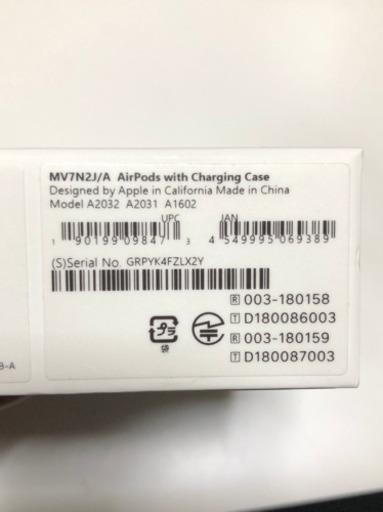 MV7N2J/A AirPods with Charging Case
Designed by Apple in California Made in China
Model A2032 A2031 A1602
UPC JAN
1 90199 09847 3 4 549995 069389
(S)Serial No. GRPYK4FZLX2Y
R 003-180158
T D180086003
R 003-180159
T D180087003
プラ
袋
3-A